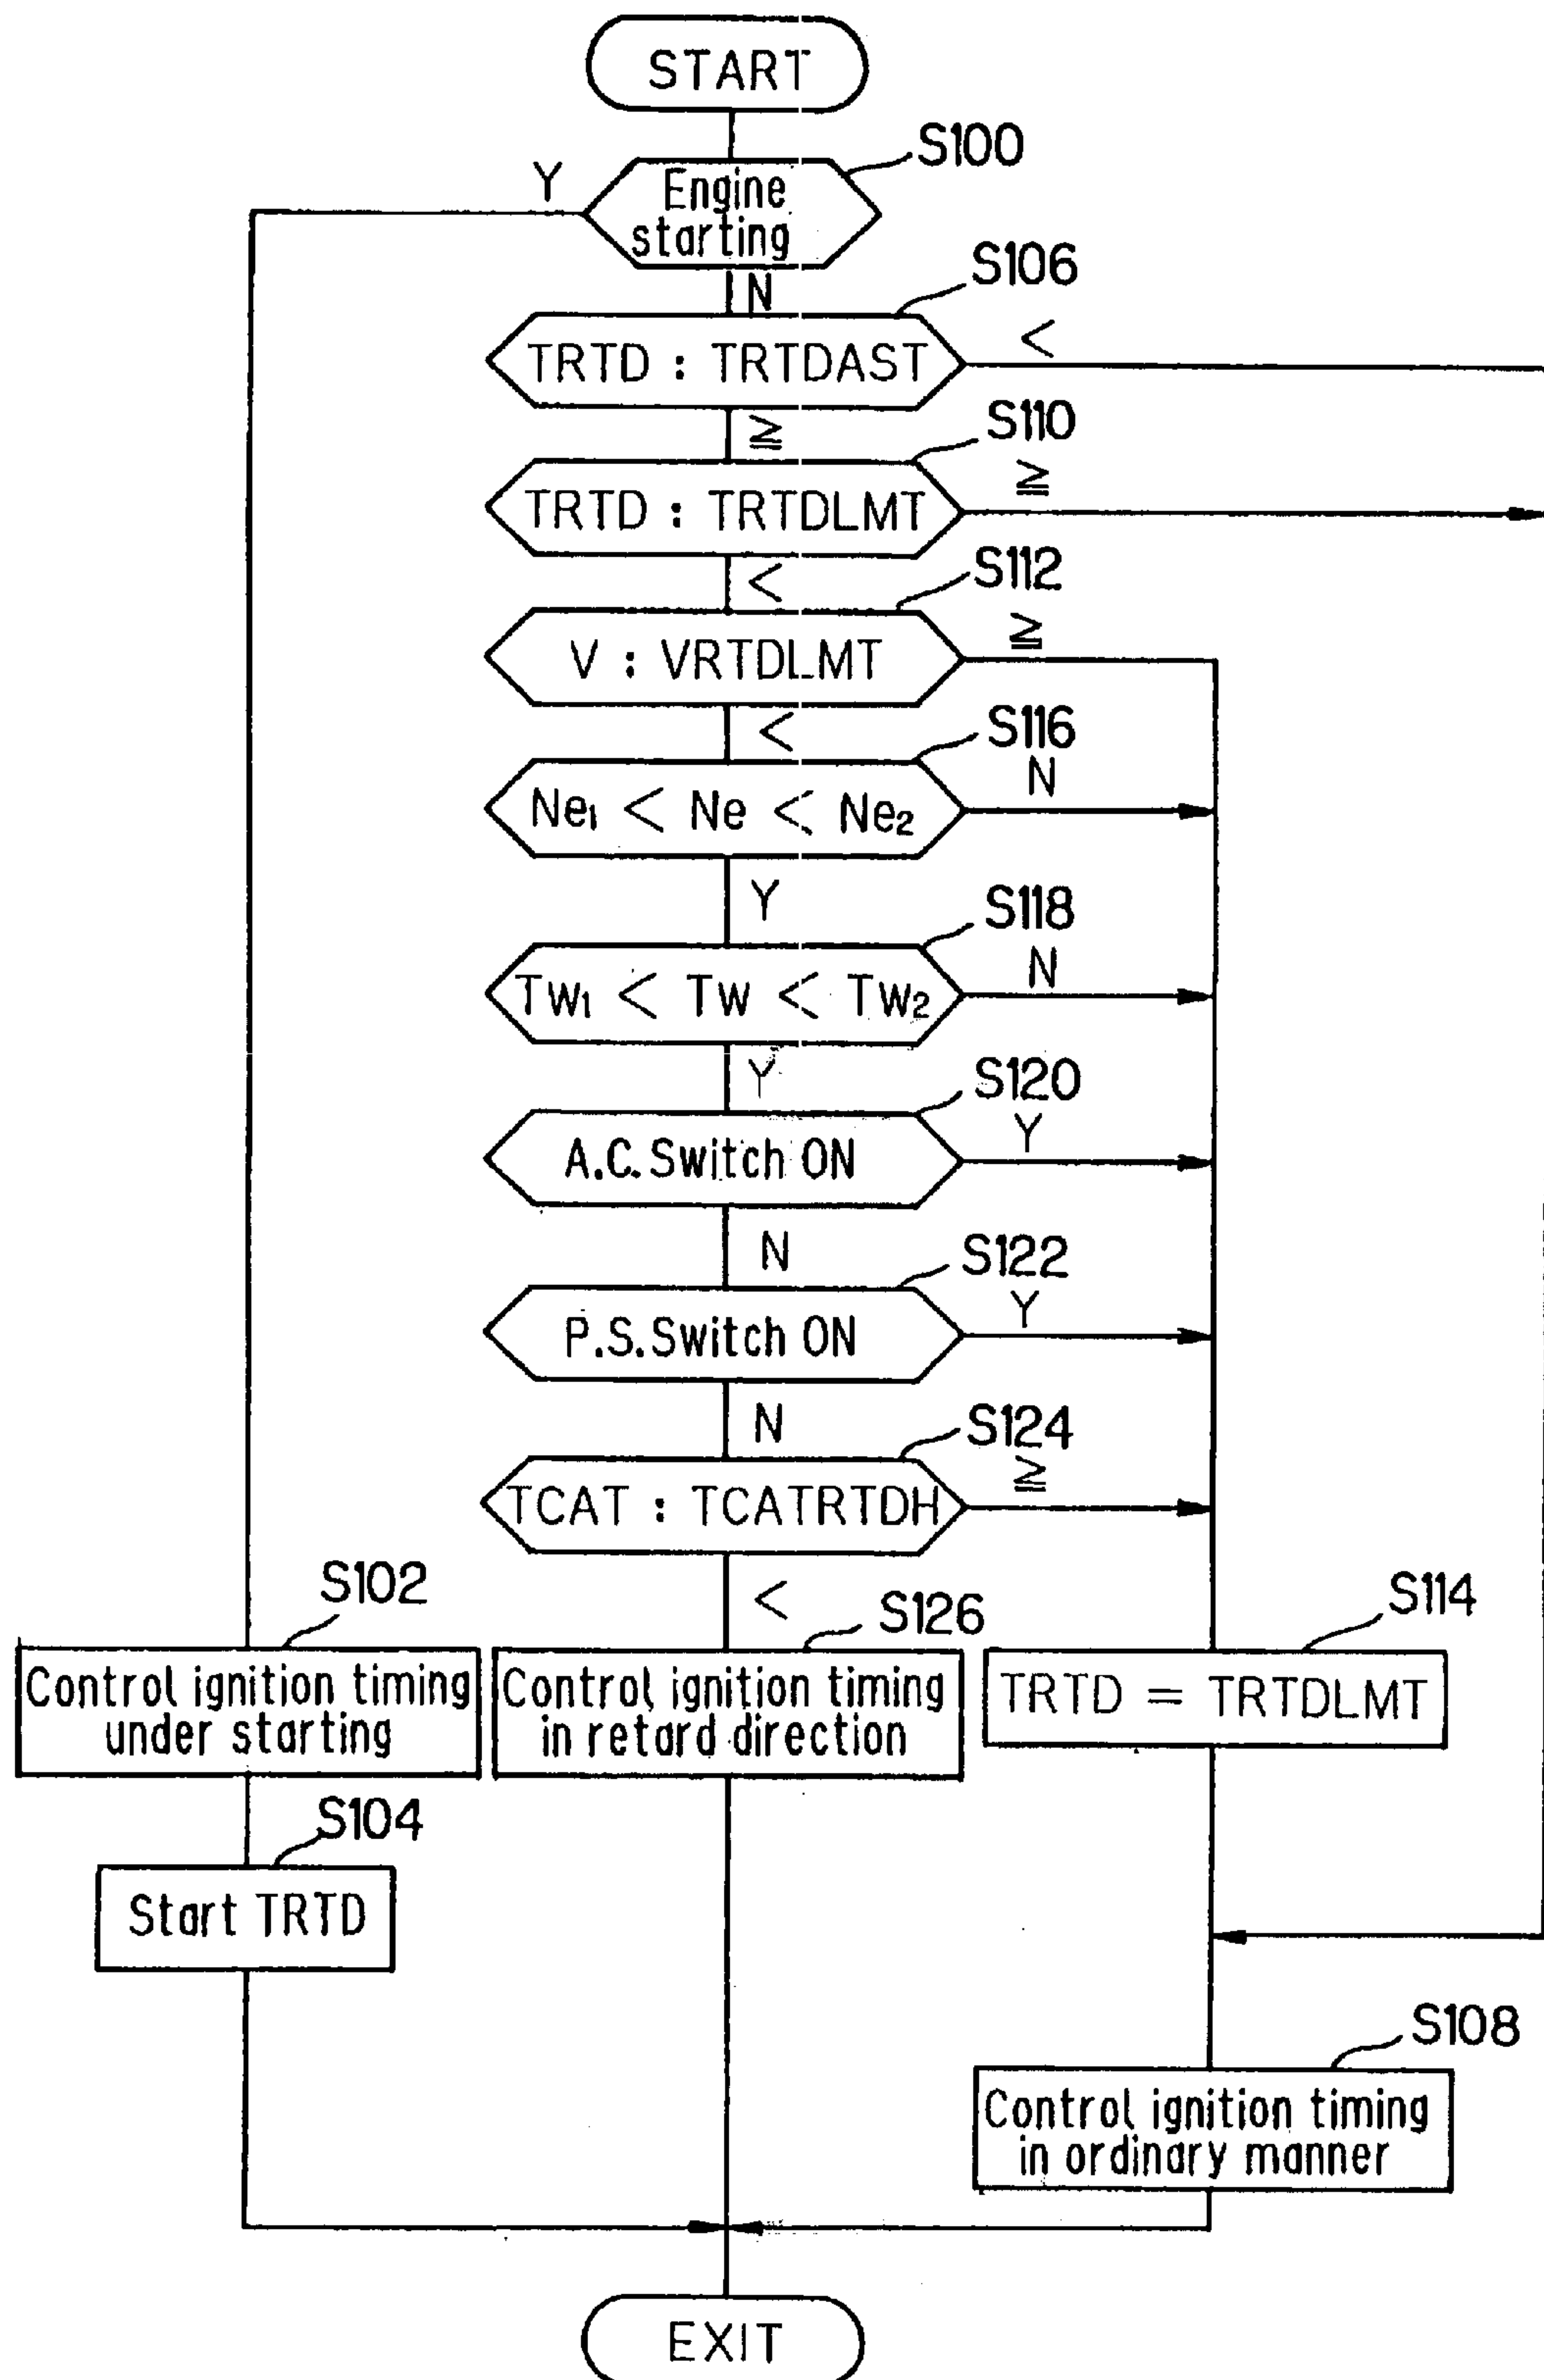 START
S100
Y
Engine
starting
N
S106
TRTD : TRTDAST
<
≧
S110
TRTD : TRTDLMT
≧
<
S112
V : VRTDLMT
≧
<
S116
Ne₁ < Ne < Ne₂
N
Y
S118
Tw₁ < Tw < Tw₂
N
Y
S120
A.C. Switch ON
Y
N
S122
P.S. Switch ON
Y
N
S124
TCAT : TCATRTDH
≧
<
S102
Control ignition timing
under starting
S126
Control ignition timing
in retard direction
S114
TRTD = TRTDLMT
S104
Start TRTD
S108
Control ignition timing
in ordinary manner
EXIT